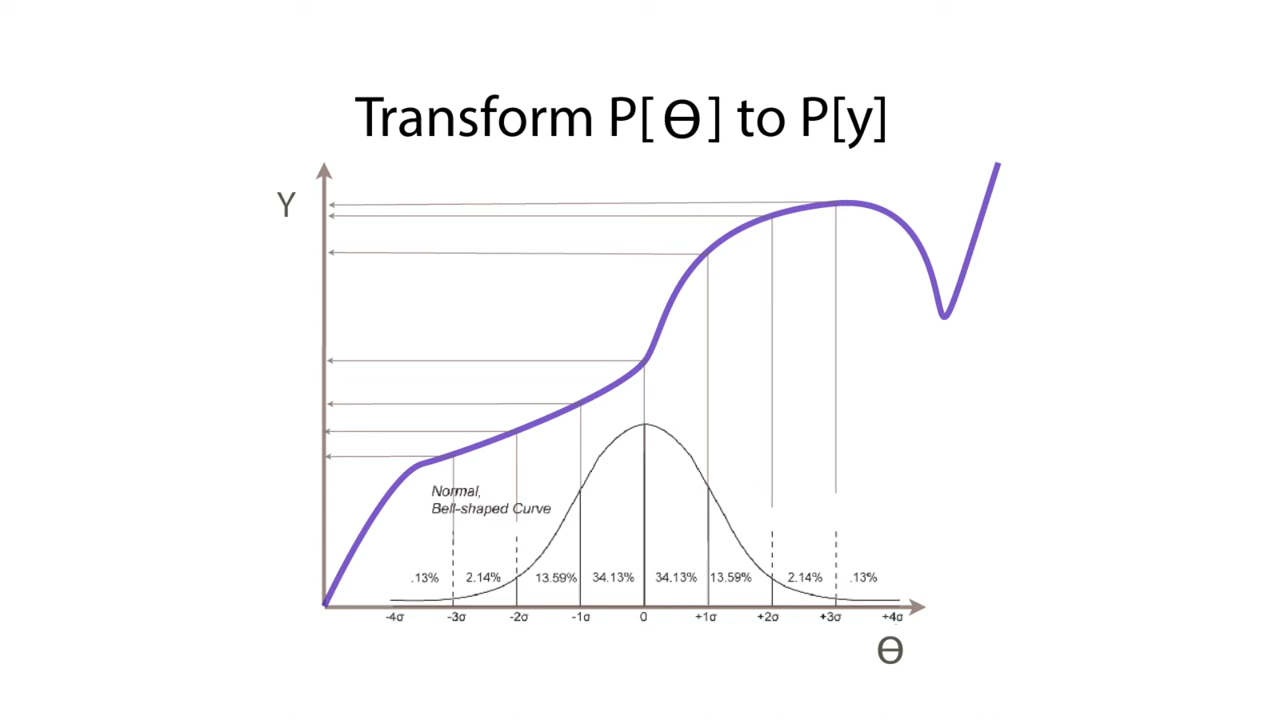 Transform P[ϴ] to P[y]
Y
Normal,
Bell-shaped Curve
.13% 2.14% 13.59% 34.13% 34.13% 13.59% 2.14% .13%
-4σ -3σ -2σ -1σ 0 +1σ +2σ +3σ +4σ
ϴ